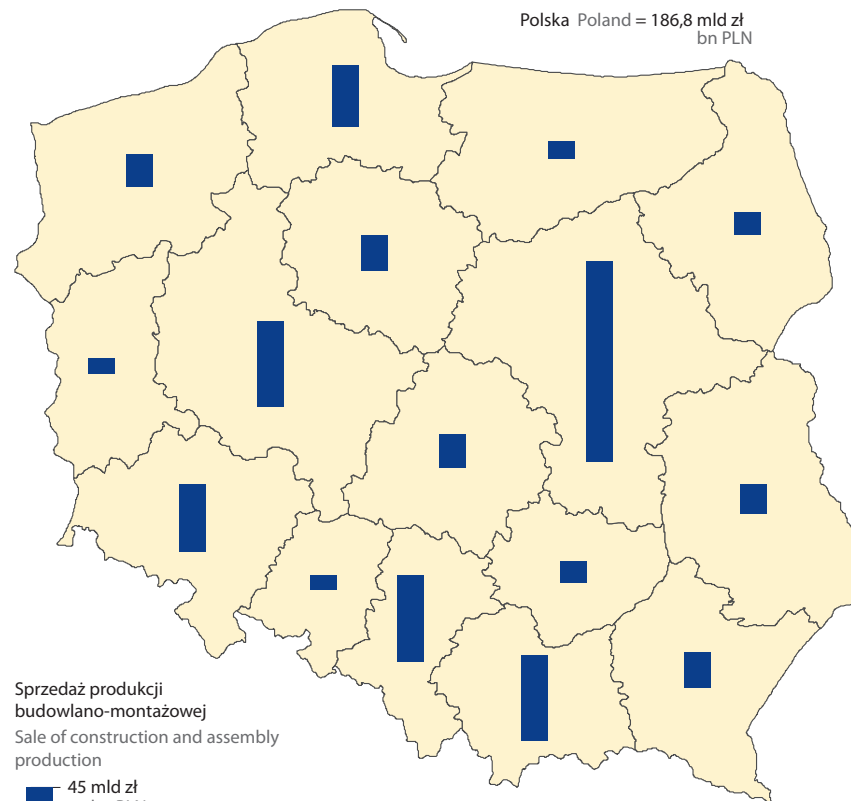 Polska Poland = 186,8 mld zł
bn PLN
Sprzedaż produkcji
budowlano-montażowej
Sale of construction and assembly
production
45 mld zł